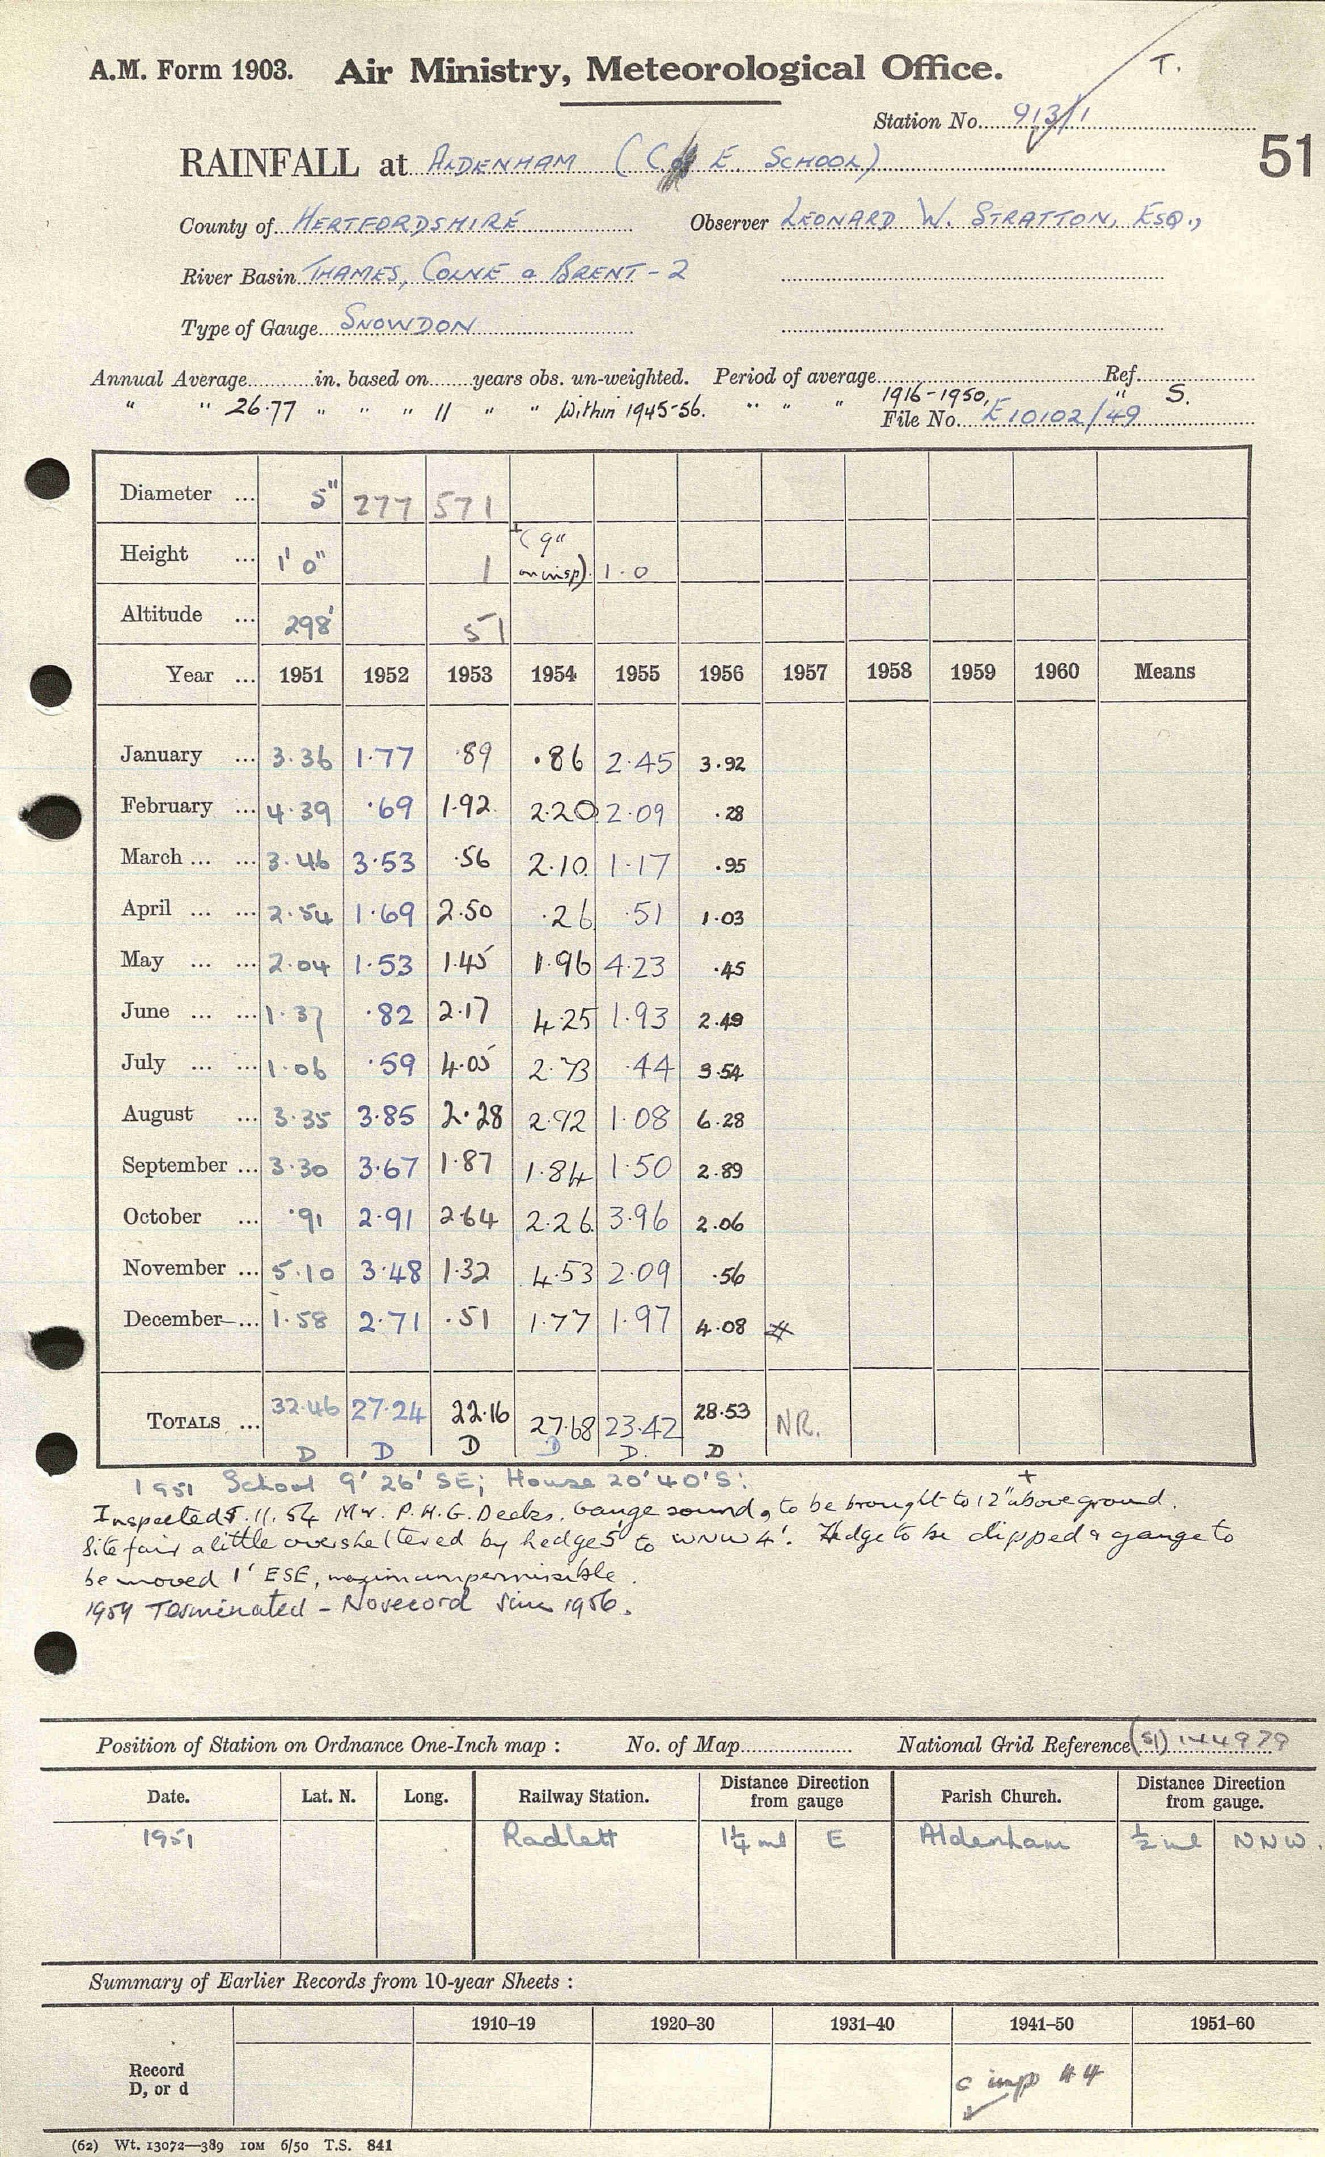 A.M. Form 1903. Air Ministry, Meteorological Office. T.
Station No. 913/1
RAINFALL at ALDENHAM (C. of E. SCHOOL) 51
County of HERTFORDSHIRE Observer LEONARD W. STRATTON, ESQ.,
River Basin THAMES, COLNE & BRENT - 2
Type of Gauge SNOWDON
Annual Average in. based on years obs. un-weighted. Period of average Ref.
" " 26.77 " " " 11 " " Within 1945-56. " " " 1916-1950, " S.
File No. E10102/49
Diameter ... 5" 277 571
Height ... 1' 0" 1 + (9" on insp). 1.0
Altitude ... 298' 51
Year ... 1951 1952 1953 1954 1955 1956 1957 1958 1959 1960 Means
January ... 3.36 1.77 .89 .86 2.45 3.92
February ... 4.39 .69 1.92 2.20 2.09 .28
March ... ... 3.46 3.53 .56 2.10 1.17 .95
April ... ... 2.54 1.69 2.50 .26 .51 1.03
May ... ... 2.04 1.53 1.45 1.96 4.23 .45
June ... ... 1.37 .82 2.17 4.25 1.93 2.49
July ... ... 1.06 .59 4.05 2.73 .44 3.54
August ... 3.35 3.85 2.28 2.92 1.08 6.28
September ... 3.30 3.67 1.87 1.84 1.50 2.89
October ... .91 2.91 2.64 2.26 3.96 2.06
November ... 5.10 3.48 1.32 4.53 2.09 .56
December ... 1.58 2.71 .51 1.77 1.97 4.08 #
TOTALS ... 32.46 27.24 22.16 27.68 23.42 28.53 NR.
D D D D D. D
1951 School 9' 26' SE; House 20' 40' S:
+
Inspected 5.11.54 Mr. P.H.G. Deeks. Gauge sound, to be brought to 12" above ground.
Site fair a little oversheltered by hedge 5' to WNW 4'. Hedge to be clipped & gauge to
be moved 1' ESE, maximum permissible.
1959 Terminated - No record since 1956.
Position of Station on Ordnance One-Inch map : No. of Map National Grid Reference (51) 144979
Date. Lat. N. Long. Railway Station. Distance Direction from gauge Parish Church. Distance Direction from gauge.
1951 Radlett 1¼ ml E Aldenham ½ ml NNW.
Summary of Earlier Records from 10-year Sheets :
1910–19 1920–30 1931–40 1941–50 1951–60
Record D, or d c imp 44
(62) Wt. 13072—389 10M 6/50 T.S. 841